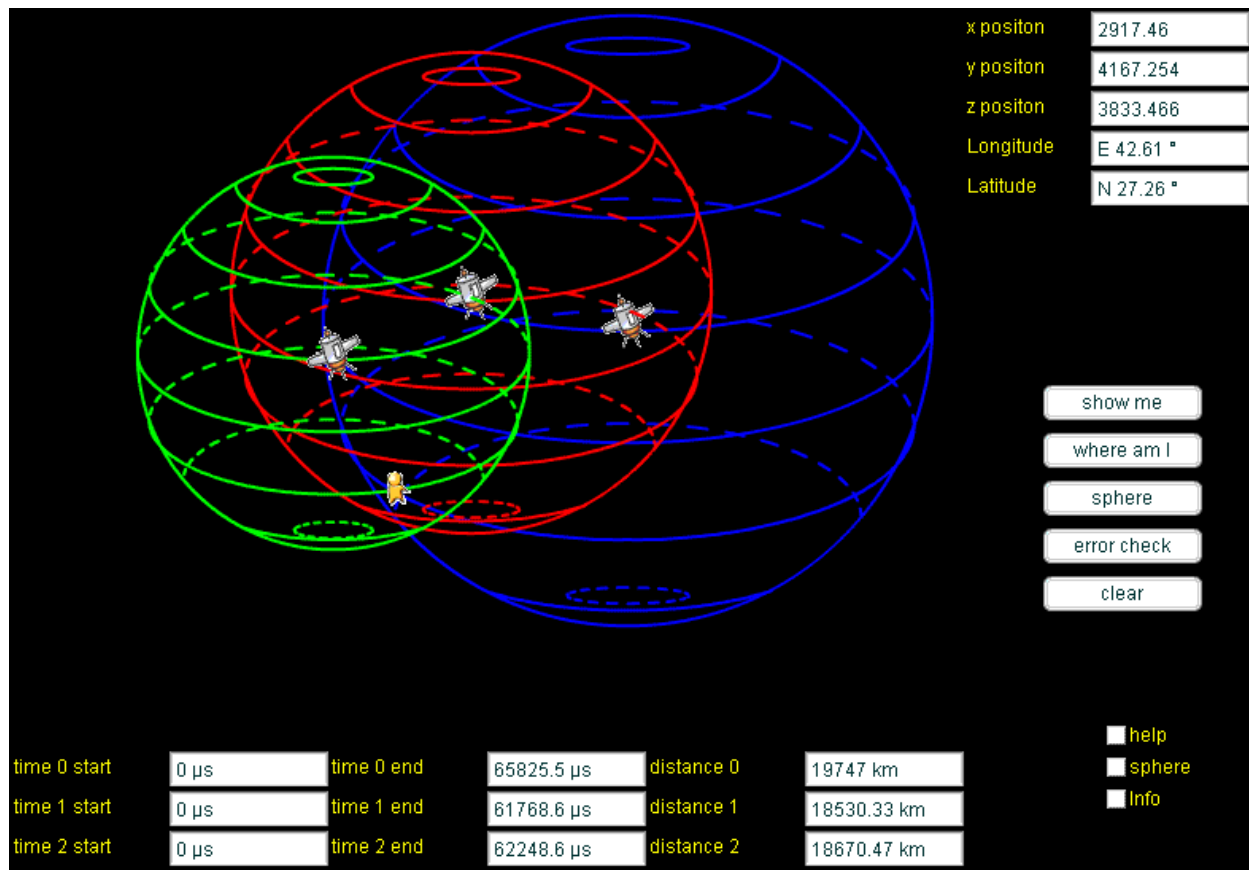 x positon 2917.46
y positon 4167.254
z positon 3833.466
Longitude E 42.61 °
Latitude N 27.26 °
show me
where am I
sphere
error check
clear
help
sphere
Info
time 0 start 0 µs time 0 end 65825.5 µs distance 0 19747 km
time 1 start 0 µs time 1 end 61768.6 µs distance 1 18530.33 km
time 2 start 0 µs time 2 end 62248.6 µs distance 2 18670.47 km